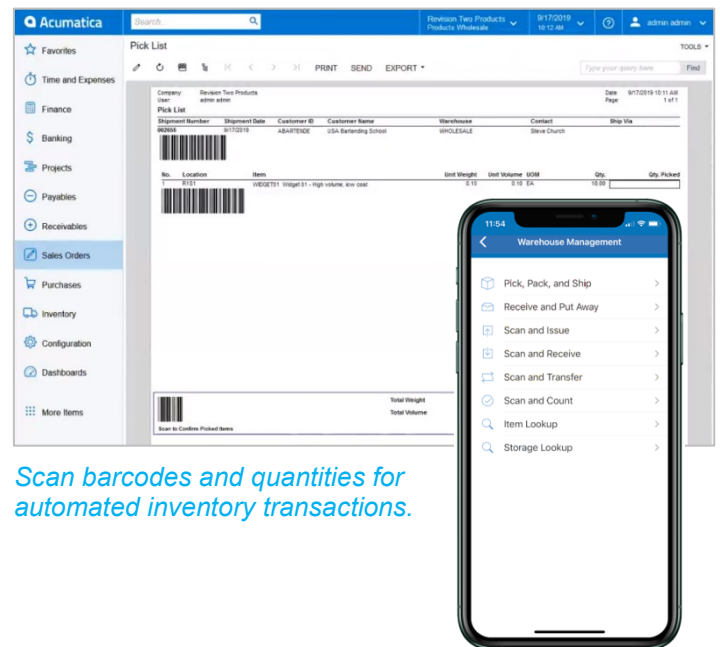 Acumatica
Search...
Revision Two Products
Products Wholesale
9/17/2019
10:12 AM
admin admin
Favorites
Time and Expenses
Finance
Banking
Projects
Payables
Receivables
Sales Orders
Purchases
Inventory
Configuration
Dashboards
More Items
Pick List
TOOLS
PRINT SEND EXPORT
Type your query here Find
Company: Revision Two Products
User: admin admin
Date 9/17/2019 10:11 AM
Page 1 of 1
Pick List
Shipment Number Shipment Date Customer ID Customer Name Warehouse Contact Ship Via
002655 9/17/2019 ABARTENDE USA Bartending School WHOLESALE Steve Church
No. Location Item Unit Weight Unit Volume UOM Qty. Qty. Picked
1 R1S1 WIDGET01 Widget 01 - High volume, low cost 0.10 0.10 EA 10.00
Total Weight
Total Volume
Scan to Confirm Picked Items
11:54
Warehouse Management
Pick, Pack, and Ship
Receive and Put Away
Scan and Issue
Scan and Receive
Scan and Transfer
Scan and Count
Item Lookup
Storage Lookup
Scan barcodes and quantities for
automated inventory transactions.